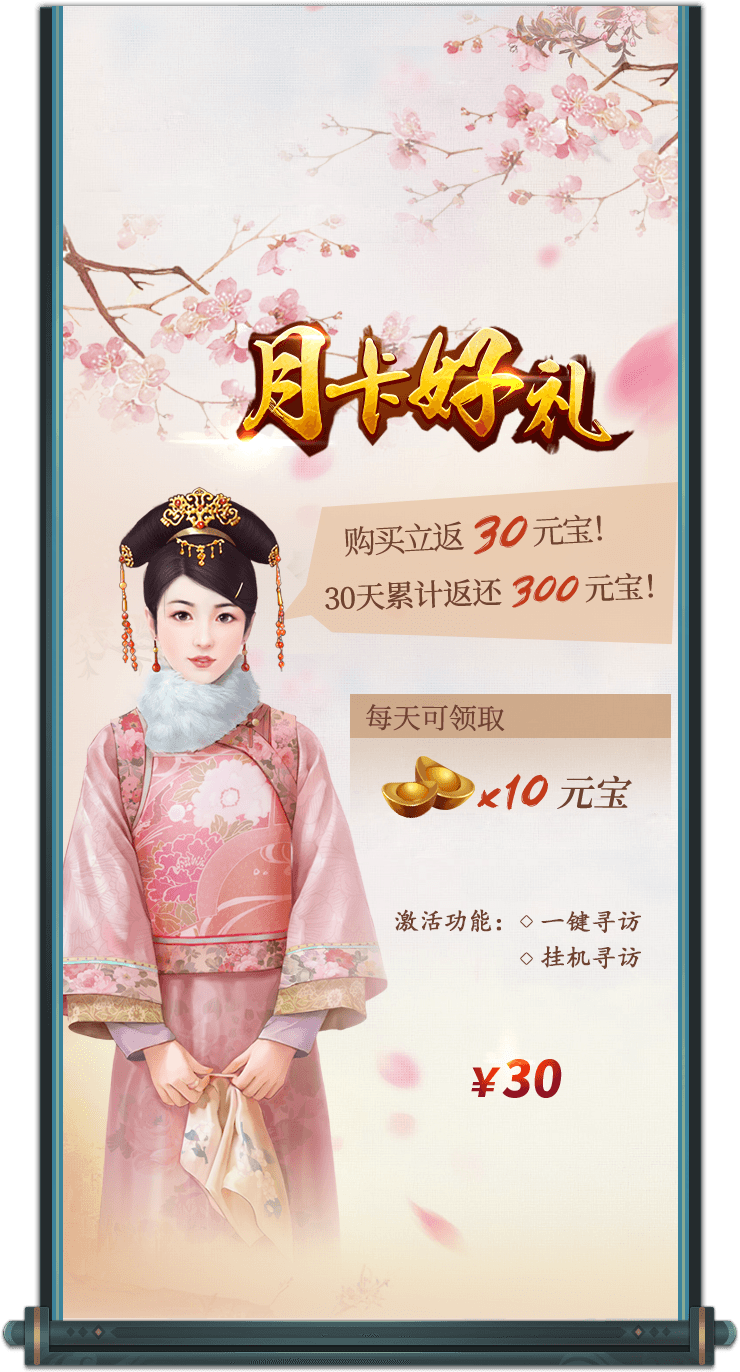 月卡好礼
购买立返 30 元宝！
30天累计返还 300 元宝！
每天可领取
x10 元宝
激活功能：◇ 一键寻访
◇ 挂机寻访
¥30